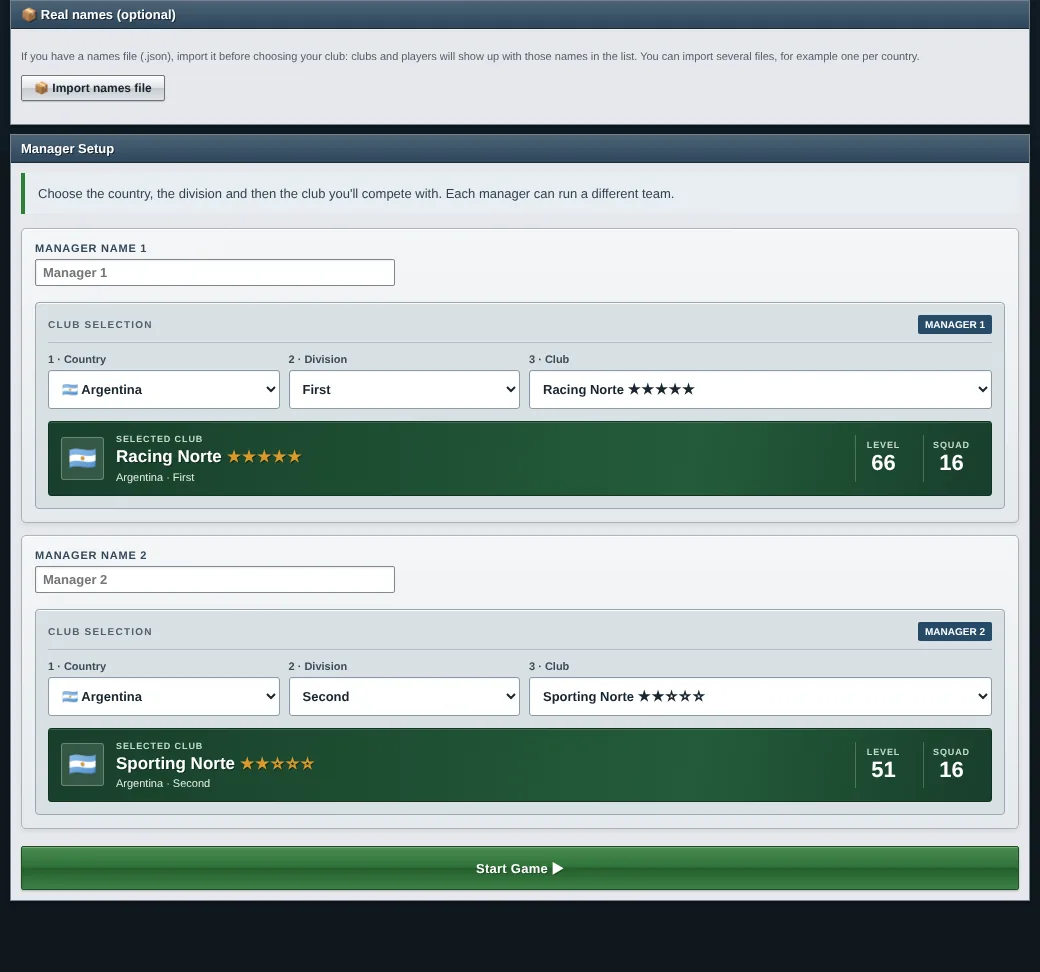 📦 Real names (optional)
If you have a names file (.json), import it before choosing your club: clubs and players will show up with those names in the list. You can import several files, for example one per country.
📦 Import names file
Manager Setup
Choose the country, the division and then the club you'll compete with. Each manager can run a different team.
MANAGER NAME 1
Manager 1
CLUB SELECTION
MANAGER 1
1 · Country
2 · Division
3 · Club
🇦🇷 Argentina
First
Racing Norte ★★★★★
SELECTED CLUB
Racing Norte ★★★★★
Argentina · First
LEVEL
66
SQUAD
16
MANAGER NAME 2
Manager 2
CLUB SELECTION
MANAGER 2
1 · Country
2 · Division
3 · Club
🇦🇷 Argentina
Second
Sporting Norte ★★☆☆☆
SELECTED CLUB
Sporting Norte ★★☆☆☆
Argentina · Second
LEVEL
51
SQUAD
16
Start Game ▶